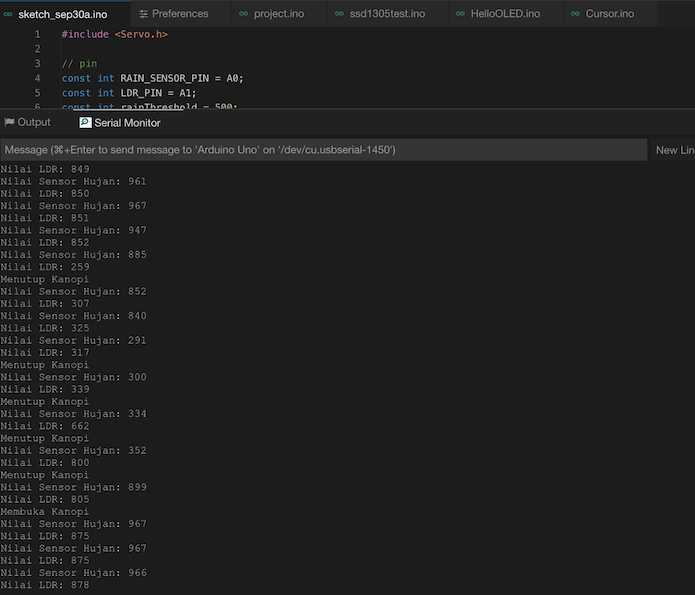 sketch_sep30a.ino Preferences project.ino ssd1305test.ino HelloOLED.ino Cursor.ino
1 #include <Servo.h>
2
3 // pin
4 const int RAIN_SENSOR_PIN = A0;
5 const int LDR_PIN = A1;
6 const int rainThreshold = 500;
Output Serial Monitor
Message (⌘+Enter to send message to 'Arduino Uno' on '/dev/cu.usbserial-1450') New Lin
Nilai LDR: 849
Nilai Sensor Hujan: 961
Nilai LDR: 850
Nilai Sensor Hujan: 967
Nilai LDR: 851
Nilai Sensor Hujan: 947
Nilai LDR: 852
Nilai Sensor Hujan: 885
Nilai LDR: 259
Menutup Kanopi
Nilai Sensor Hujan: 852
Nilai LDR: 307
Nilai Sensor Hujan: 840
Nilai LDR: 325
Nilai Sensor Hujan: 291
Nilai LDR: 317
Menutup Kanopi
Nilai Sensor Hujan: 300
Nilai LDR: 339
Menutup Kanopi
Nilai Sensor Hujan: 334
Nilai LDR: 662
Menutup Kanopi
Nilai Sensor Hujan: 352
Nilai LDR: 800
Menutup Kanopi
Nilai Sensor Hujan: 899
Nilai LDR: 805
Membuka Kanopi
Nilai Sensor Hujan: 967
Nilai LDR: 875
Nilai Sensor Hujan: 967
Nilai LDR: 875
Nilai Sensor Hujan: 966
Nilai LDR: 878